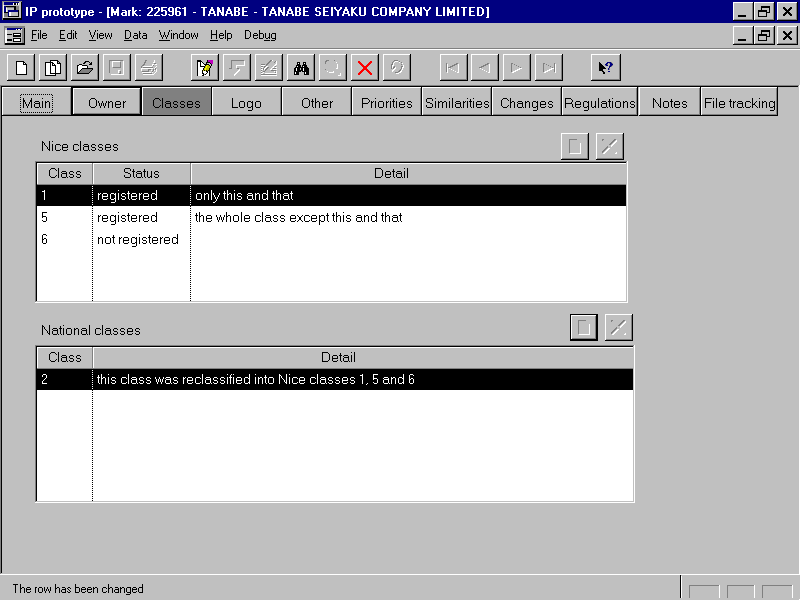 IP prototype - [Mark: 225961 - TANABE - TANABE SEIYAKU COMPANY LIMITED]
File Edit View Data Window Help Debug
Main Owner Classes Logo Other Priorities Similarities Changes Regulations Notes File tracking
Nice classes
Class Status Detail
1 registered only this and that
5 registered the whole class except this and that
6 not registered
National classes
Class Detail
2 this class was reclassified into Nice classes 1, 5 and 6
The row has been changed